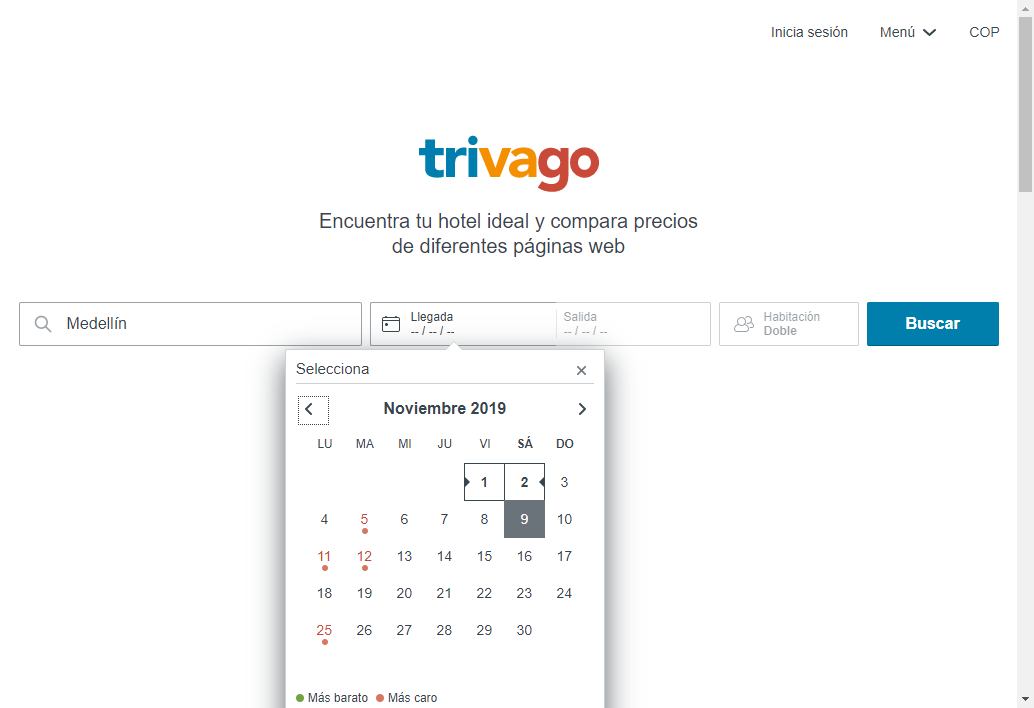 Inicia sesión Menú COP
trivago
Encuentra tu hotel ideal y compara precios
de diferentes páginas web
Medellín
Llegada
-- / -- / --
Salida
-- / -- / --
Habitación
Doble
Buscar
Selecciona
Noviembre 2019
LU MA MI JU VI SÁ DO
1 2 3
4 5 6 7 8 9 10
11 12 13 14 15 16 17
18 19 20 21 22 23 24
25 26 27 28 29 30
Más barato Más caro